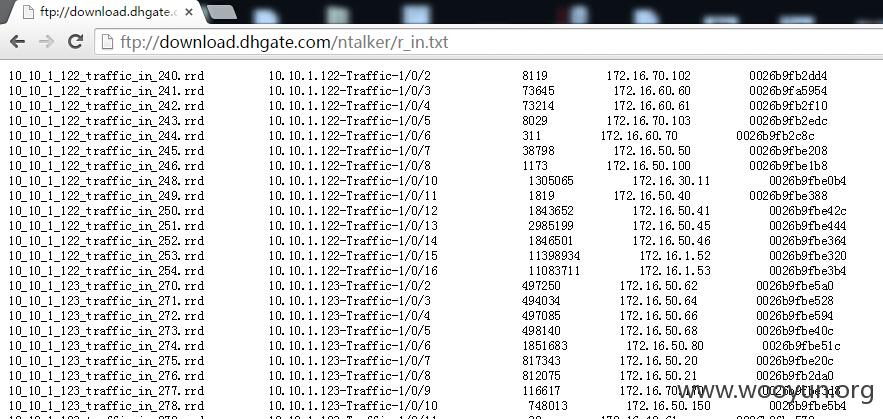 ftp://download.dhgate.c
ftp://download.dhgate.com/ntalker/r_in.txt
10_10_1_122_traffic_in_240.rrd 10.10.1.122-Traffic-1/0/2 8119 172.16.70.102 0026b9fb2dd4
10_10_1_122_traffic_in_241.rrd 10.10.1.122-Traffic-1/0/3 73645 172.16.60.60 0026b9fa5954
10_10_1_122_traffic_in_242.rrd 10.10.1.122-Traffic-1/0/4 73214 172.16.60.61 0026b9fb2f10
10_10_1_122_traffic_in_243.rrd 10.10.1.122-Traffic-1/0/5 8029 172.16.70.103 0026b9fb2edc
10_10_1_122_traffic_in_244.rrd 10.10.1.122-Traffic-1/0/6 311 172.16.60.70 0026b9fb2c8c
10_10_1_122_traffic_in_245.rrd 10.10.1.122-Traffic-1/0/7 38798 172.16.50.50 0026b9fbe208
10_10_1_122_traffic_in_246.rrd 10.10.1.122-Traffic-1/0/8 1173 172.16.50.100 0026b9fbe1b8
10_10_1_122_traffic_in_248.rrd 10.10.1.122-Traffic-1/0/10 1305065 172.16.30.11 0026b9fbe0b4
10_10_1_122_traffic_in_249.rrd 10.10.1.122-Traffic-1/0/11 1819 172.16.50.40 0026b9fbe388
10_10_1_122_traffic_in_250.rrd 10.10.1.122-Traffic-1/0/12 1843652 172.16.50.41 0026b9fbe42c
10_10_1_122_traffic_in_251.rrd 10.10.1.122-Traffic-1/0/13 2985199 172.16.50.45 0026b9fbe444
10_10_1_122_traffic_in_252.rrd 10.10.1.122-Traffic-1/0/14 1846501 172.16.50.46 0026b9fbe364
10_10_1_122_traffic_in_253.rrd 10.10.1.122-Traffic-1/0/15 11398934 172.16.1.52 0026b9fbe320
10_10_1_122_traffic_in_254.rrd 10.10.1.122-Traffic-1/0/16 11083711 172.16.1.53 0026b9fbe3b4
10_10_1_123_traffic_in_270.rrd 10.10.1.123-Traffic-1/0/2 497250 172.16.50.62 0026b9fbe5a0
10_10_1_123_traffic_in_271.rrd 10.10.1.123-Traffic-1/0/3 494034 172.16.50.64 0026b9fbe528
10_10_1_123_traffic_in_272.rrd 10.10.1.123-Traffic-1/0/4 497085 172.16.50.66 0026b9fbe594
10_10_1_123_traffic_in_273.rrd 10.10.1.123-Traffic-1/0/5 498140 172.16.50.68 0026b9fbe40c
10_10_1_123_traffic_in_274.rrd 10.10.1.123-Traffic-1/0/6 1851683 172.16.50.80 0026b9fbe51c
10_10_1_123_traffic_in_275.rrd 10.10.1.123-Traffic-1/0/7 817343 172.16.50.20 0026b9fbe20c
10_10_1_123_traffic_in_276.rrd 10.10.1.123-Traffic-1/0/8 812075 172.16.50.21 0026b9fb2da0
10_10_1_123_traffic_in_277.rrd 10.10.1.123-Traffic-1/0/9 116617
10_10_1_123_traffic_in_278.rrd 10.10.1.123-Traffic-1/0/10 748013 172.16.50.150 0026b9fbe5b4
www.wooyun.org